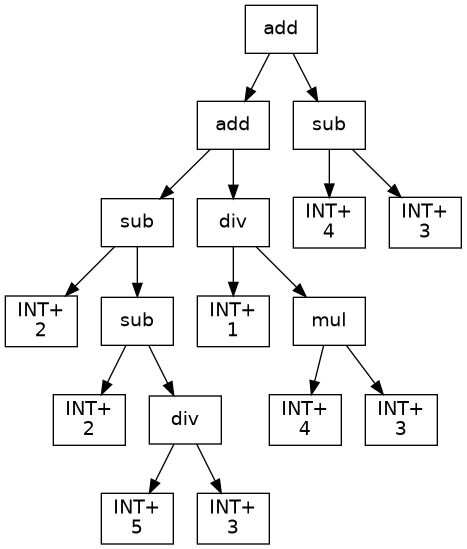 add
add
sub
sub
div
INT+
4
INT+
3
INT+
2
sub
INT+
1
mul
INT+
2
div
INT+
4
INT+
3
INT+
5
INT+
3